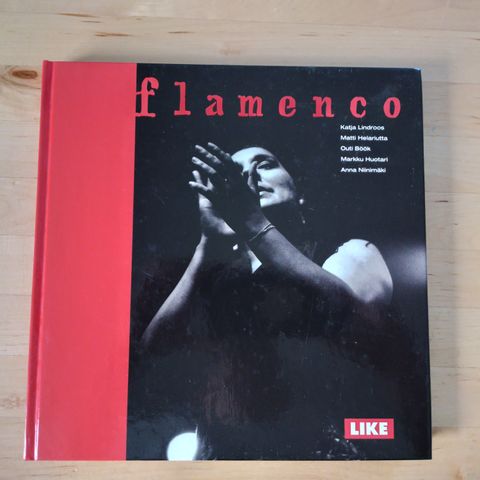 flamenco
Katja Lindroos
Matti Helariutta
Outi Böök
Markku Huotari
Anna Niinimäki
LIKE